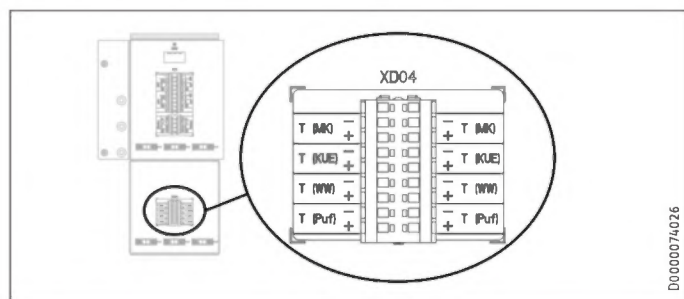 XD04
T (MK) − + − + T (MK)
T (KUE) − + − + T (KUE)
T (WW) − + − + T (WW)
T (Puf) − + − + T (Puf)
D0000074026